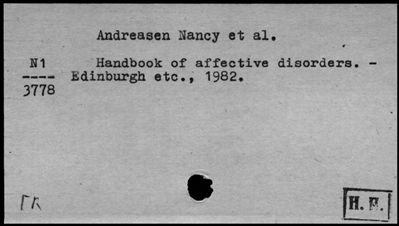 Andreasen Nancy et al.
N1 Handbook of affective disorders. -
---- Edinburgh etc., 1982.
3778